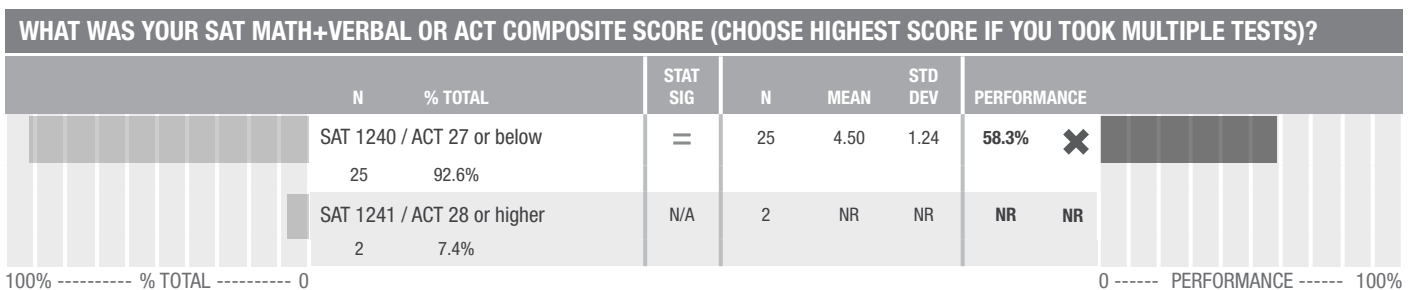 WHAT WAS YOUR SAT MATH+VERBAL OR ACT COMPOSITE SCORE (CHOOSE HIGHEST SCORE IF YOU TOOK MULTIPLE TESTS)?
N % TOTAL STAT SIG N MEAN STD DEV PERFORMANCE
SAT 1240 / ACT 27 or below = 25 4.50 1.24 58.3% ✖
25 92.6%
SAT 1241 / ACT 28 or higher N/A 2 NR NR NR NR
2 7.4%
100% ---------- % TOTAL ---------- 0 0 ------ PERFORMANCE ------ 100%